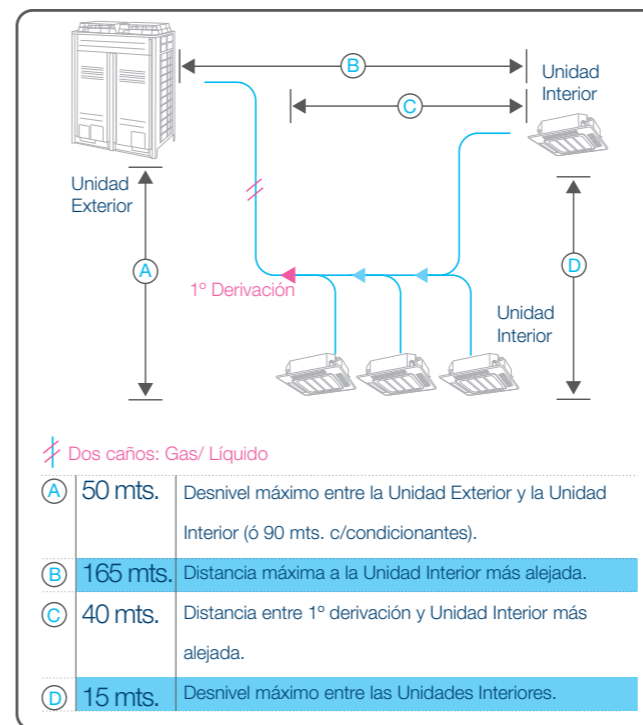 B
Unidad
Interior
C
Unidad
Exterior
A
D
1º Derivación
Unidad
Interior
Dos caños: Gas/ Líquido
A 50 mts. Desnivel máximo entre la Unidad Exterior y la Unidad
Interior (ó 90 mts. c/condicionantes).
B 165 mts. Distancia máxima a la Unidad Interior más alejada.
C 40 mts. Distancia entre 1º derivación y Unidad Interior más
alejada.
D 15 mts. Desnivel máximo entre las Unidades Interiores.